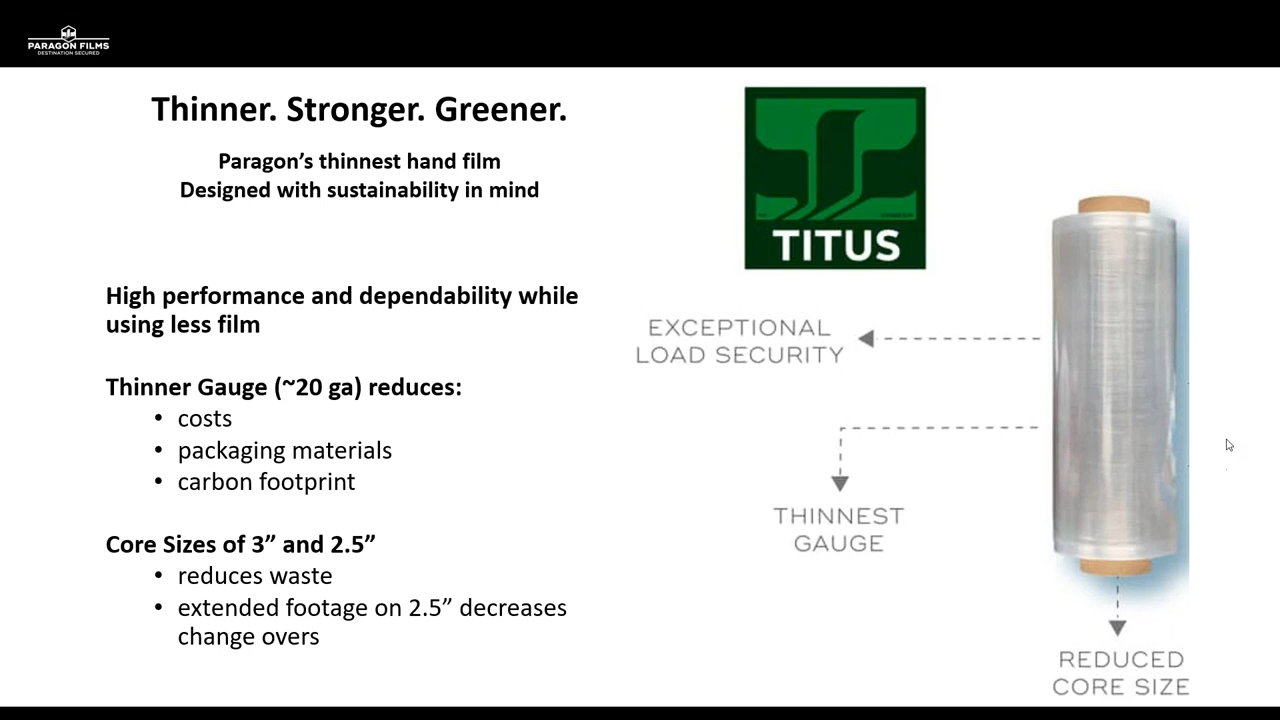 PARAGON FILMS
DESTINATION SECURED
Thinner. Stronger. Greener.
Paragon’s thinnest hand film
Designed with sustainability in mind
High performance and dependability while
using less film
Thinner Gauge (~20 ga) reduces:
• costs
• packaging materials
• carbon footprint
Core Sizes of 3” and 2.5”
• reduces waste
• extended footage on 2.5” decreases
change overs
TITUS
EXCEPTIONAL
LOAD SECURITY
THINNEST
GAUGE
REDUCED
CORE SIZE